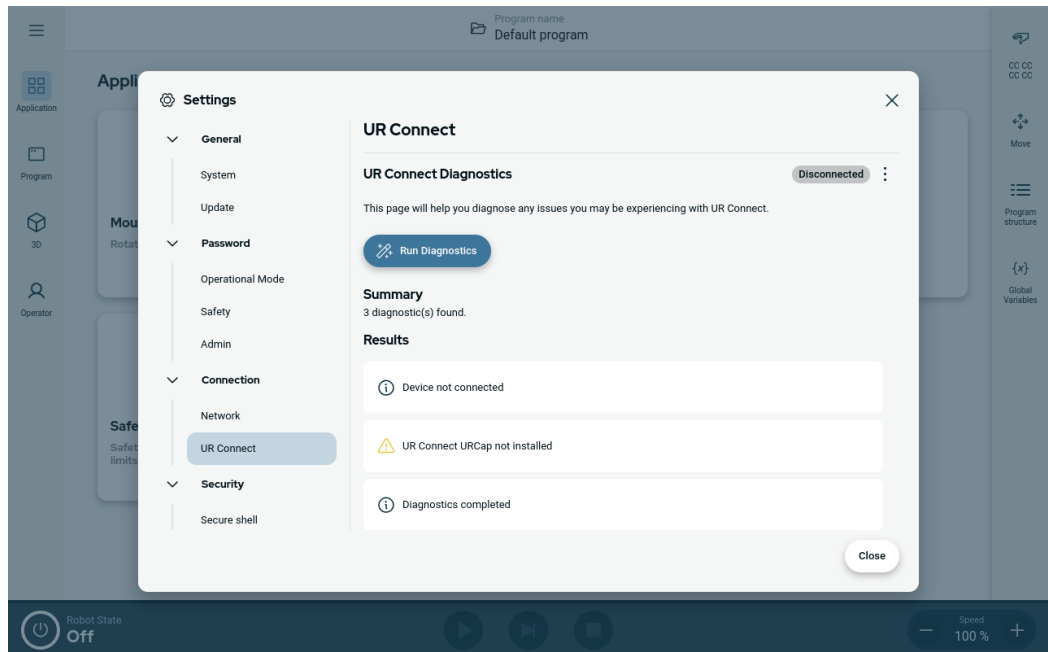 Program name
Default program
Application
Program
3D
Operator
Appli
Mou
Rotat
Safe
Safet
limits
Settings
General
System
Update
Password
Operational Mode
Safety
Admin
Connection
Network
UR Connect
Security
Secure shell
UR Connect
UR Connect Diagnostics
Disconnected
This page will help you diagnose any issues you may be experiencing with UR Connect.
Run Diagnostics
Summary
3 diagnostic(s) found.
Results
Device not connected
UR Connect URCap not installed
Diagnostics completed
Close
CC CC
CC CC
Move
Program
structure
{x}
Global
Variables
Robot State
Off
Speed
100 %